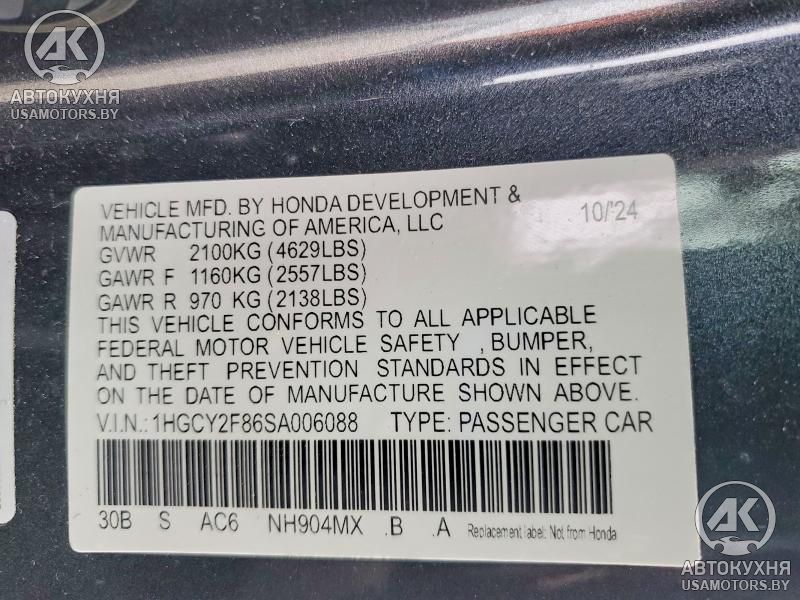 AK
АВТОКУХНЯ
USAMOTORS.BY
VEHICLE MFD. BY HONDA DEVELOPMENT &
MANUFACTURING OF AMERICA, LLC
10/'24
GVWR 2100KG (4629LBS)
GAWR F 1160KG (2557LBS)
GAWR R 970 KG (2138LBS)
THIS VEHICLE CONFORMS TO ALL APPLICABLE
FEDERAL MOTOR VEHICLE SAFETY , BUMPER,
AND THEFT PREVENTION STANDARDS IN EFFECT
ON THE DATE OF MANUFACTURE SHOWN ABOVE.
V.I.N.: 1HGCY2F86SA006088 TYPE: PASSENGER CAR
30B S AC6 NH904MX .B .A Replacement label: Not from Honda
AK
АВТОКУХНЯ
USAMOTORS.BY